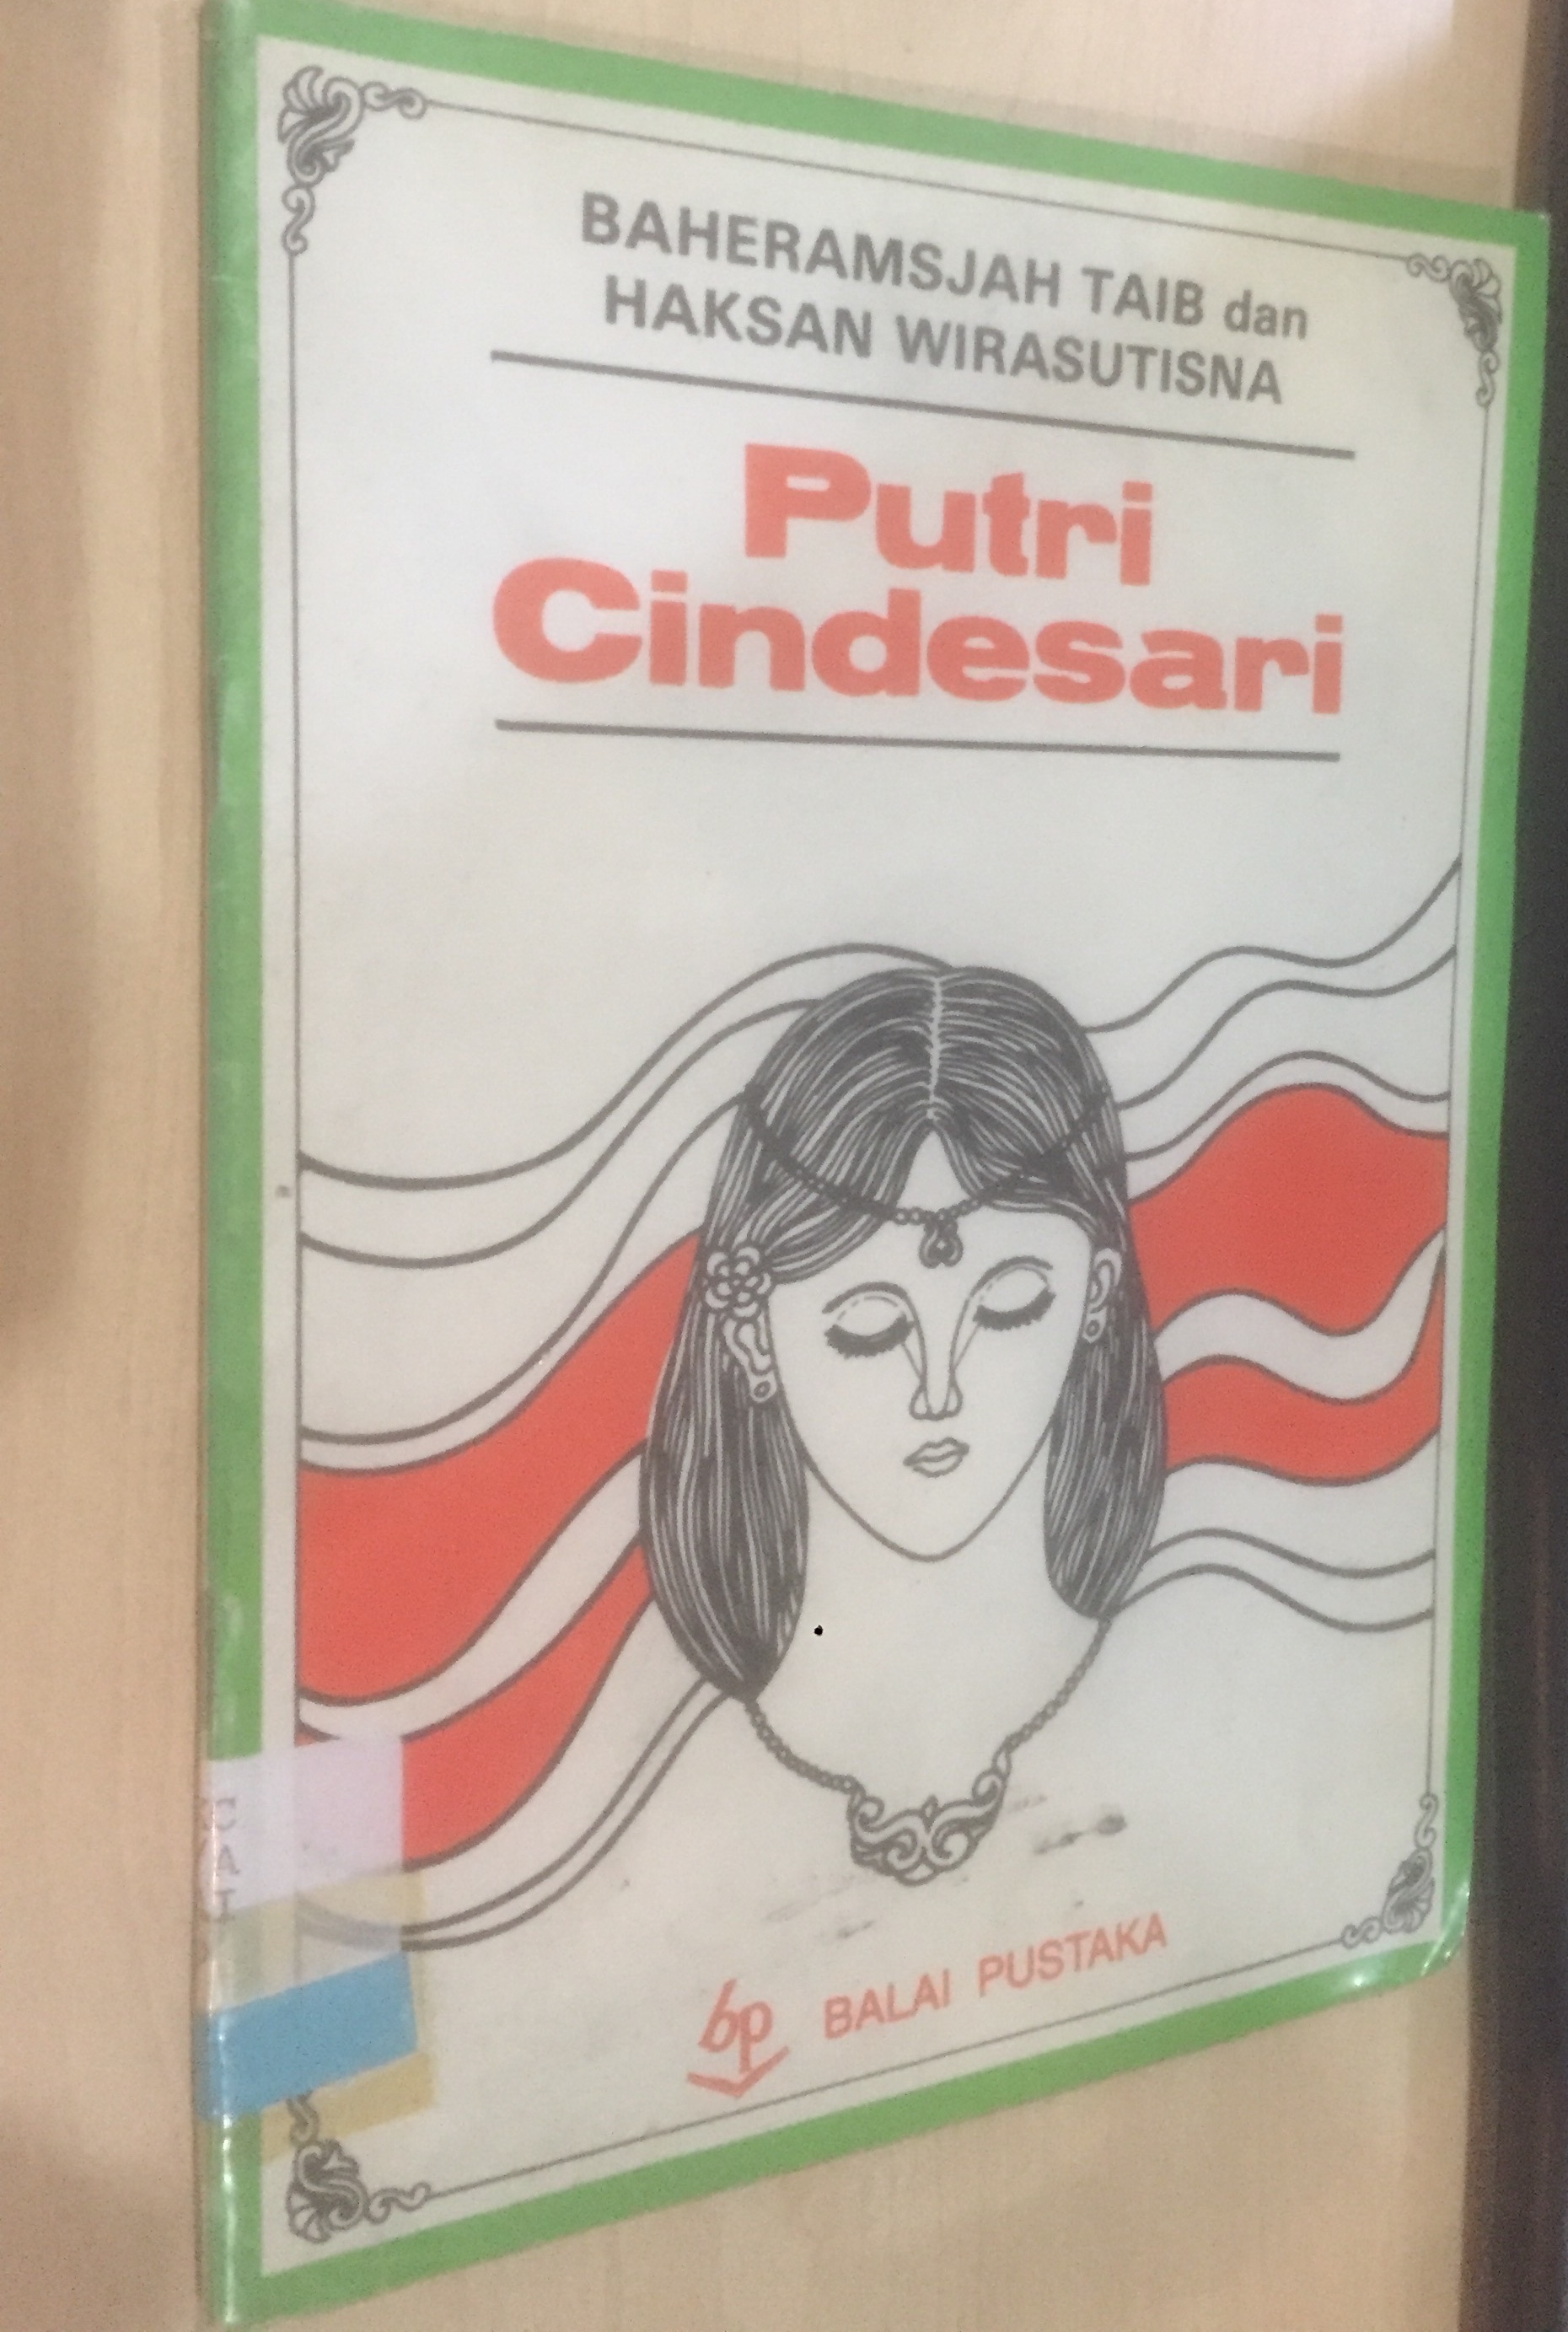 BAHERAMSJAH TAIB dan
HAKSAN WIRASUTISNA
Putri
Cindesari
bp BALAI PUSTAKA